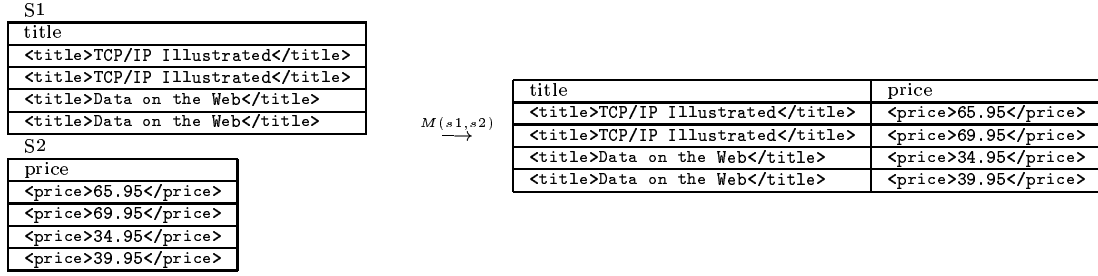 S1
title
<title>TCP/IP Illustrated</title>
<title>TCP/IP Illustrated</title>
<title>Data on the Web</title>
<title>Data on the Web</title>
S2
price
<price>65.95</price>
<price>69.95</price>
<price>34.95</price>
<price>39.95</price>
M(s1,s2)
⟶
title price
<title>TCP/IP Illustrated</title> <price>65.95</price>
<title>TCP/IP Illustrated</title> <price>69.95</price>
<title>Data on the Web</title> <price>34.95</price>
<title>Data on the Web</title> <price>39.95</price>